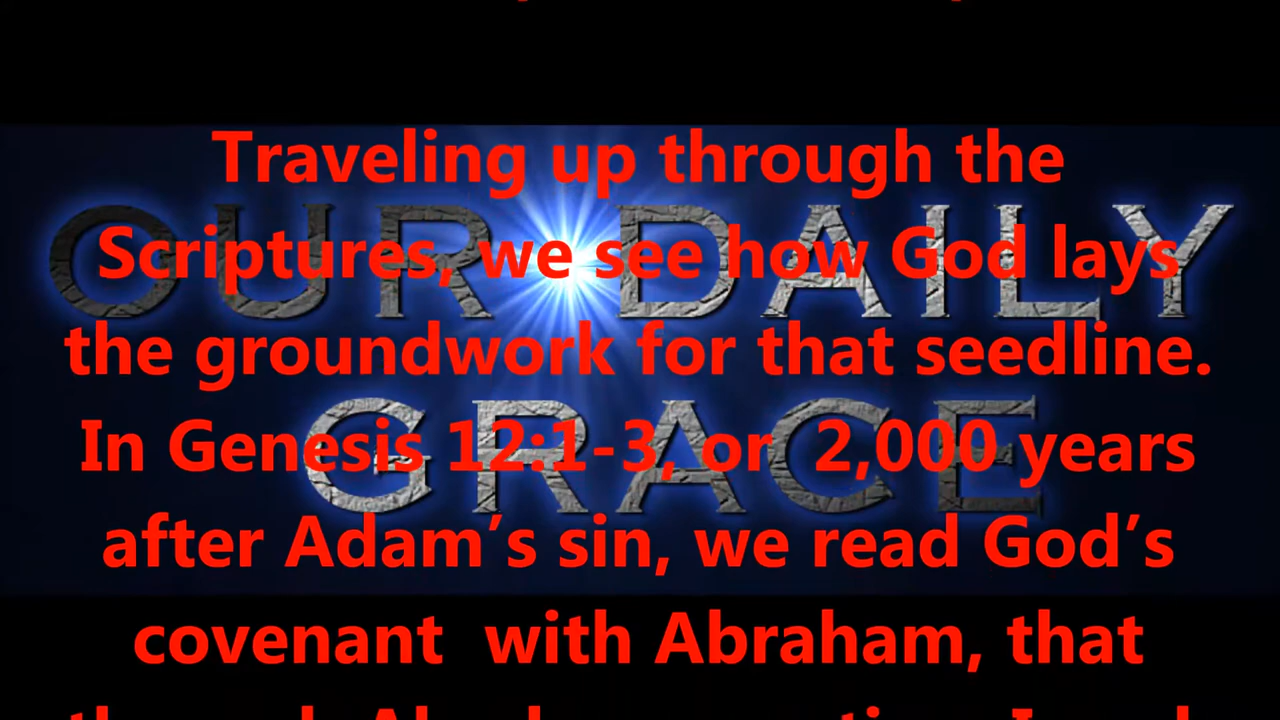 Traveling up through the
OUR DAILY
Scriptures, we see how God lays
the groundwork for that seedline.
GRACE
In Genesis 12:1-3, or  2,000 years
after Adam’s sin, we read God’s
covenant  with Abraham, that